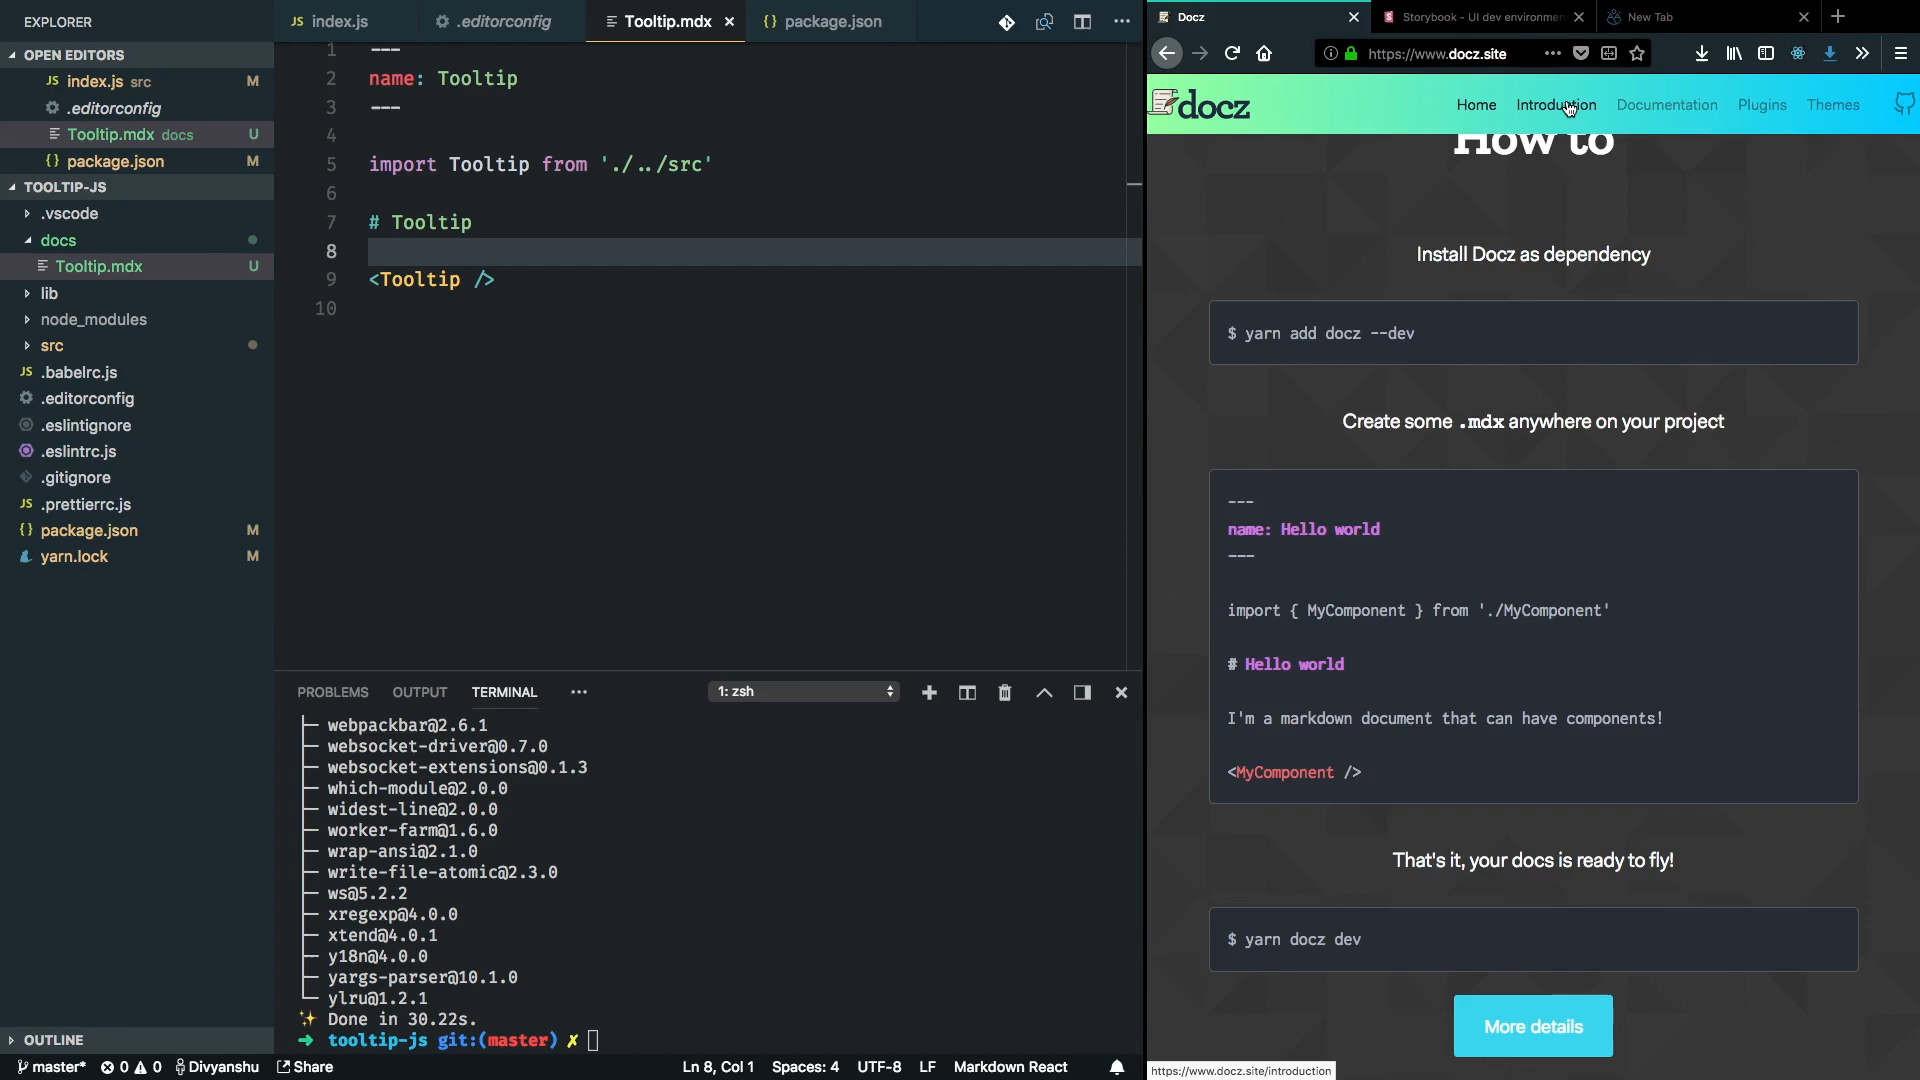 EXPLORER
OPEN EDITORS
JS index.js src M
.editorconfig
Tooltip.mdx docs U
{} package.json M
TOOLTIP-JS
.vscode
docs
Tooltip.mdx U
lib
node_modules
src
JS .babelrc.js
.editorconfig
.eslintignore
.eslintrc.js
.gitignore
JS .prettierrc.js
{} package.json M
yarn.lock M
OUTLINE
JS index.js
.editorconfig
Tooltip.mdx
{} package.json
1 ---
2 name: Tooltip
3 ---
4
5 import Tooltip from './../src'
6
7 # Tooltip
8
9 <Tooltip />
10
PROBLEMS OUTPUT TERMINAL ••• 1: zsh
webpackbar@2.6.1
websocket-driver@0.7.0
websocket-extensions@0.1.3
which-module@2.0.0
widest-line@2.0.0
worker-farm@1.6.0
wrap-ansi@2.1.0
write-file-atomic@2.3.0
ws@5.2.2
xregexp@4.0.0
xtend@4.0.1
y18n@4.0.0
yargs-parser@10.1.0
ylru@1.2.1
✨ Done in 30.22s.
➜ tooltip-js git:(master) ✗
master* 0 0 Divyanshu Share Ln 8, Col 1 Spaces: 4 UTF-8 LF Markdown React
Docz
Storybook - UI dev environmen
New Tab
https://www.docz.site
docz
Home Introduction Documentation Plugins Themes
How to
Install Docz as dependency
$ yarn add docz --dev
Create some .mdx anywhere on your project
---
name: Hello world
---
import { MyComponent } from './MyComponent'
# Hello world
I'm a markdown document that can have components!
<MyComponent />
That's it, your docs is ready to fly!
$ yarn docz dev
More details
https://www.docz.site/introduction